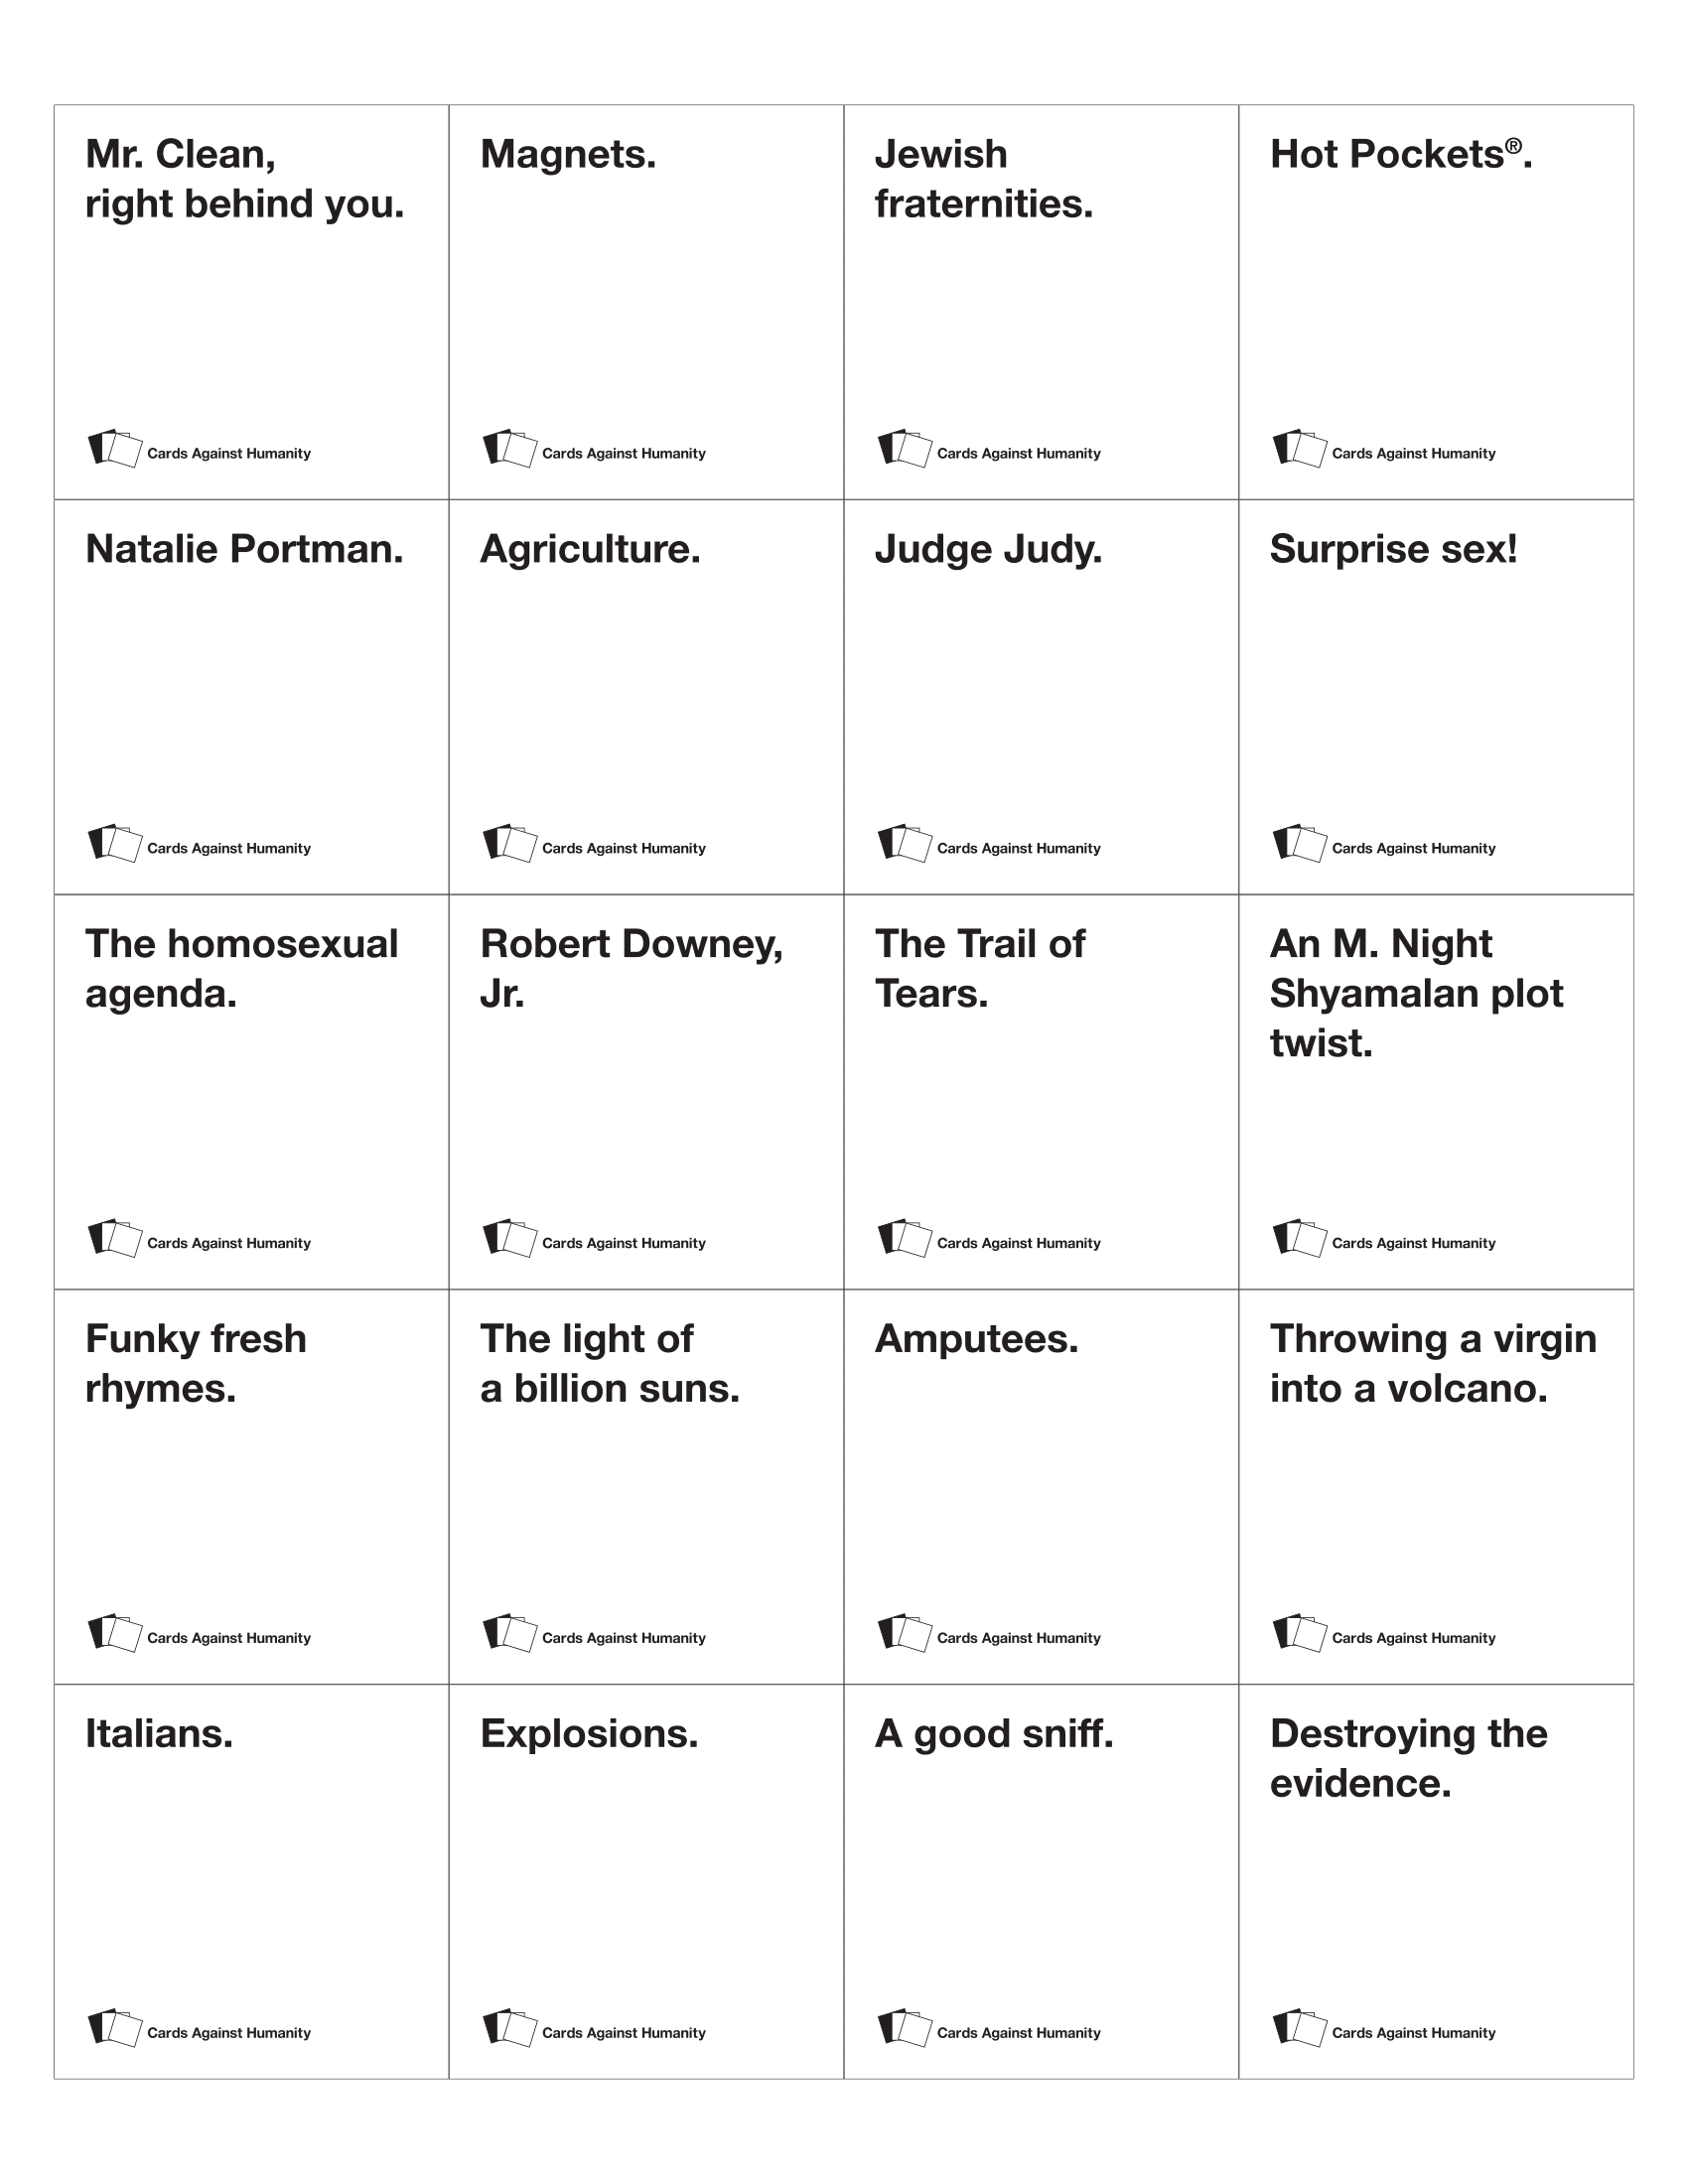 Mr. Clean,
right behind you.
Cards Against Humanity
Magnets.
Cards Against Humanity
Jewish
fraternities.
Cards Against Humanity
Hot Pockets®.
Cards Against Humanity
Natalie Portman.
Cards Against Humanity
Agriculture.
Cards Against Humanity
Judge Judy.
Cards Against Humanity
Surprise sex!
Cards Against Humanity
The homosexual
agenda.
Cards Against Humanity
Robert Downey,
Jr.
Cards Against Humanity
The Trail of
Tears.
Cards Against Humanity
An M. Night
Shyamalan plot
twist.
Cards Against Humanity
Funky fresh
rhymes.
Cards Against Humanity
The light of
a billion suns.
Cards Against Humanity
Amputees.
Cards Against Humanity
Throwing a virgin
into a volcano.
Cards Against Humanity
Italians.
Cards Against Humanity
Explosions.
Cards Against Humanity
A good sniff.
Cards Against Humanity
Destroying the
evidence.
Cards Against Humanity